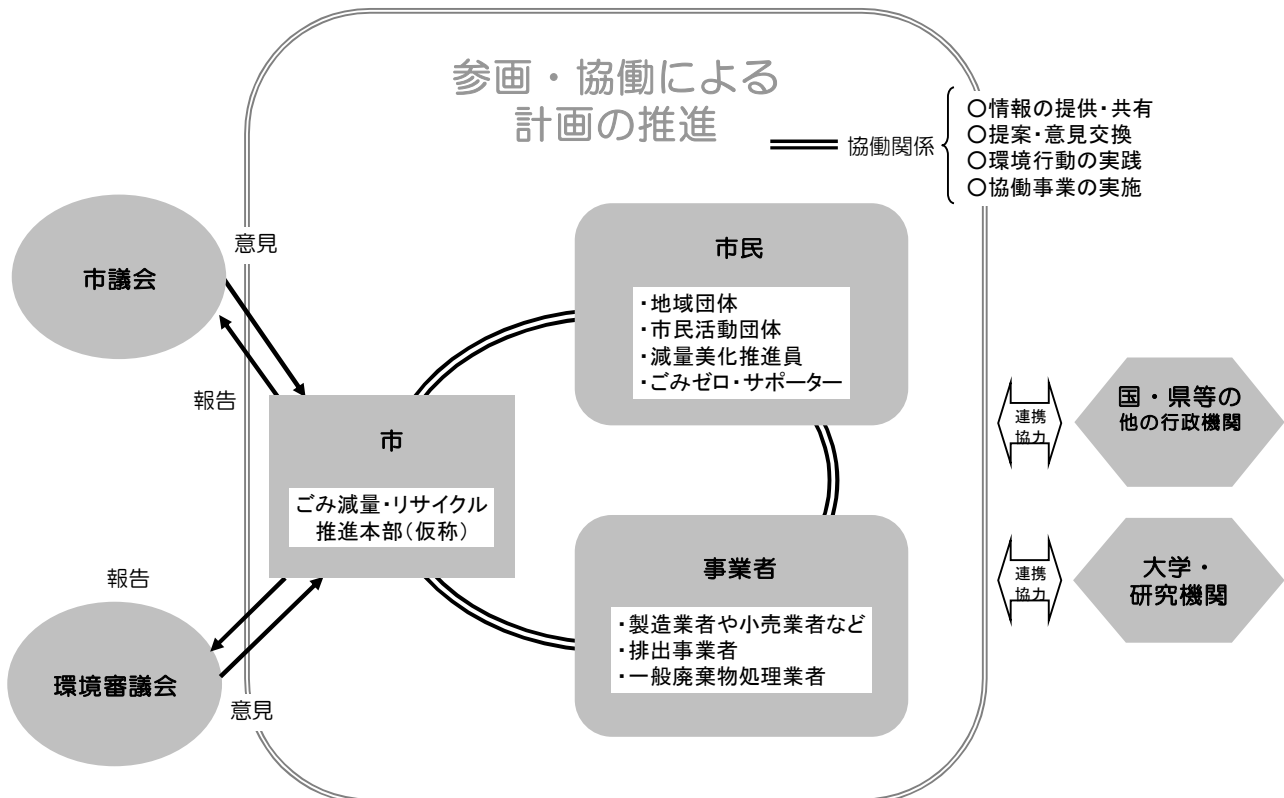 参画・協働による
計画の推進
協働関係
○情報の提供・共有
○提案・意見交換
○環境行動の実践
○協働事業の実施
市議会
意見
報告
市民
・地域団体
・市民活動団体
・減量美化推進員
・ごみゼロ・サポーター
市
ごみ減量・リサイクル
推進本部(仮称)
連携
協力
国・県等の
他の行政機関
事業者
・製造業者や小売業者など
・排出事業者
・一般廃棄物処理業者
連携
協力
大学・
研究機関
報告
環境審議会
意見